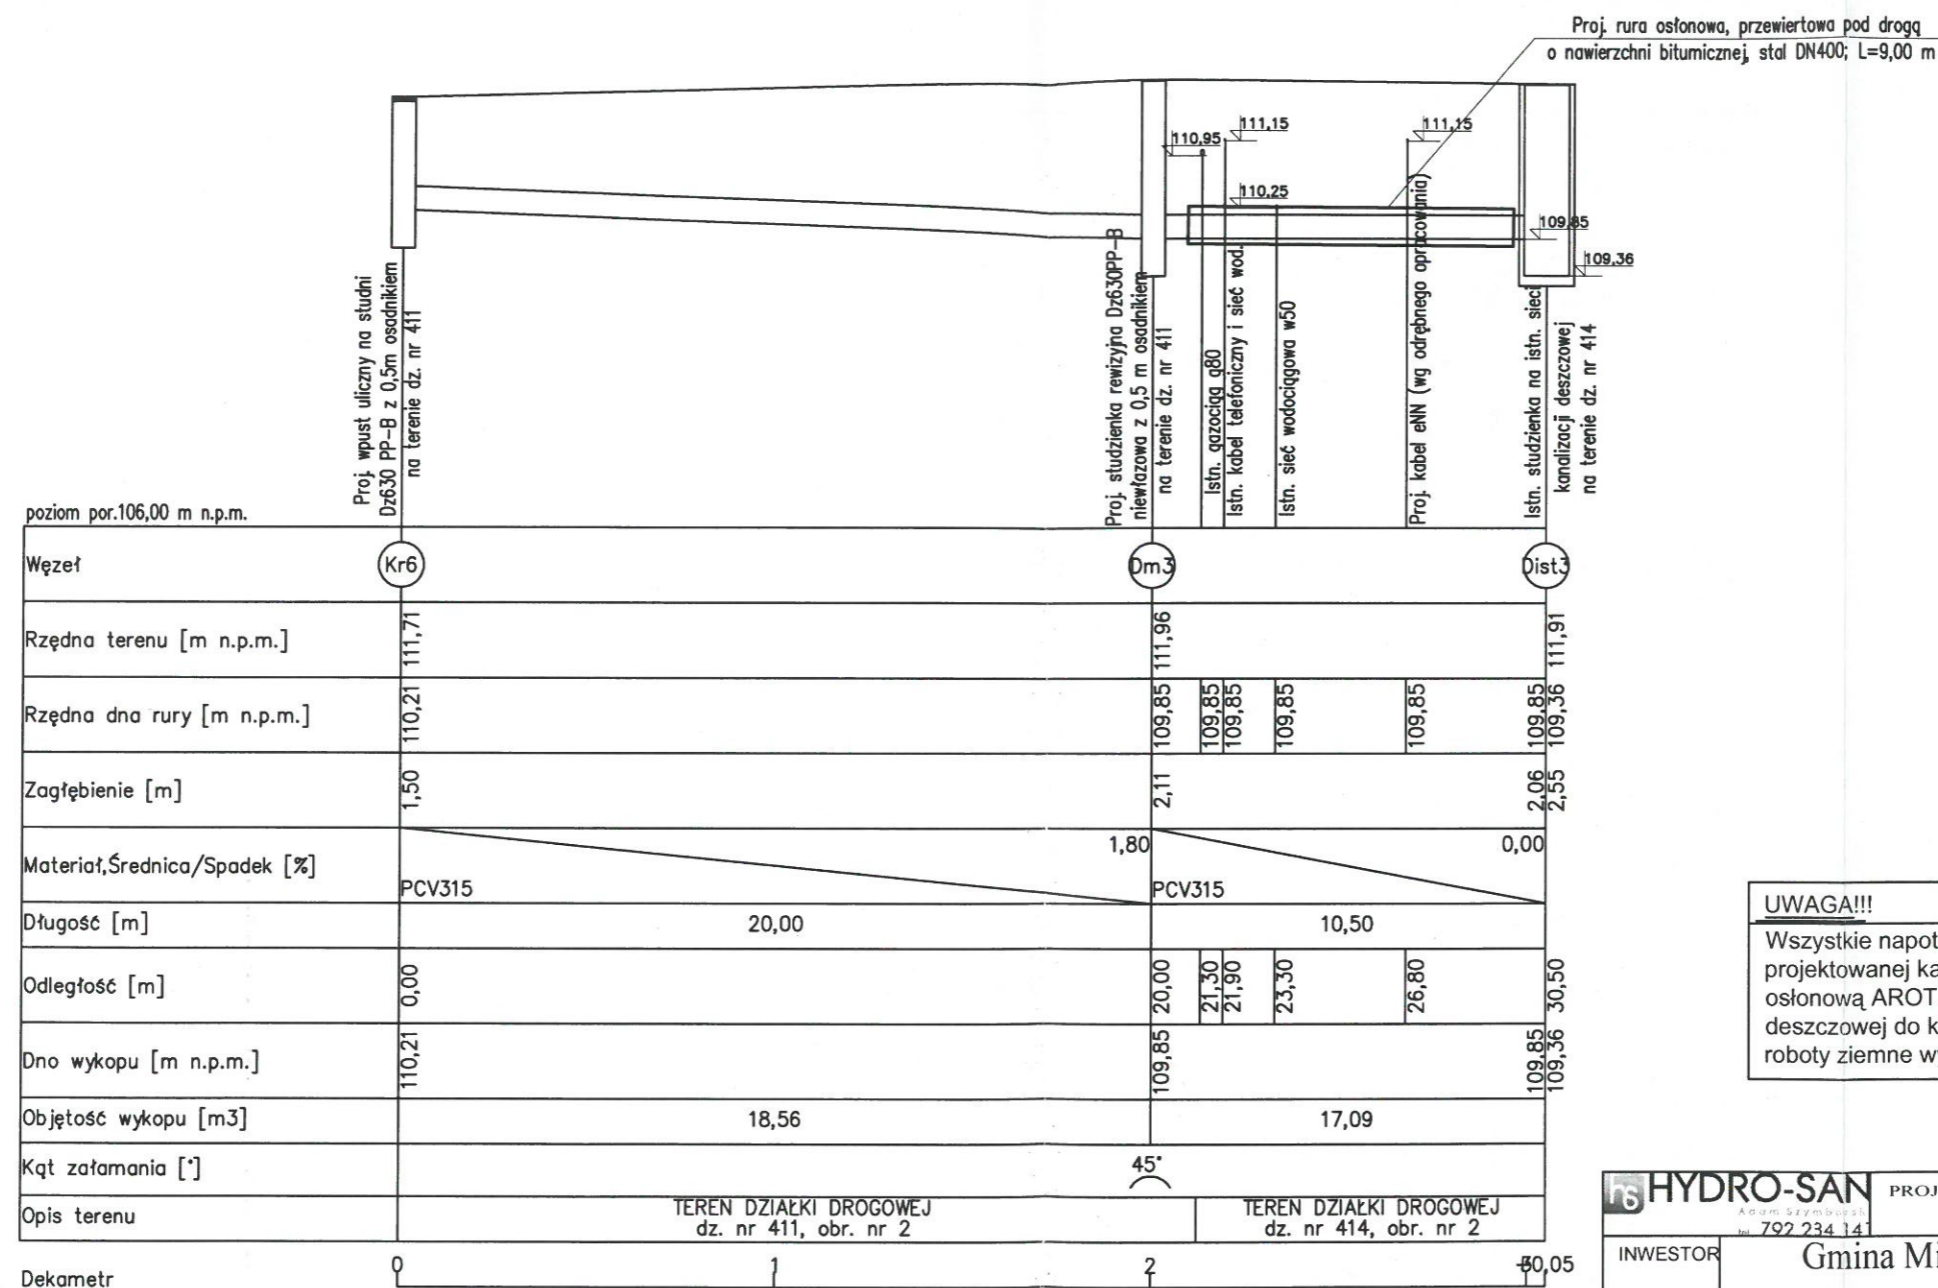 Proj. rura osłonowa, przewiertowa pod drogą
o nawierzchni bitumicznej, stal DN400; L=9,00 m
111,15
111,15
110,95
110,25
109,85
109,36
Proj. wpust uliczny na studni
Dz630 PP-B z 0,5m osadnikiem
na terenie dz. nr 411
Proj. studzienka rewizyjna Dz630PP-B
niewłazowa z 0,5 m osadnikiem
na terenie dz. nr 411
Istn. gazociąg g80
Istn. kabel telefoniczny i sieć wod.
Istn. sieć wodociągowa w50
Proj. kabel eNN (wg odrębnego opracowania)
Istn. studzienka na istn. sieci
kanalizacji deszczowej
na terenie dz. nr 414
poziom por.106,00 m n.p.m.
Węzeł Kr6 Dm3 Dist3
Rzędna terenu [m n.p.m.] 111,71 111,96 111,91
Rzędna dna rury [m n.p.m.] 110,21 109,85 109,85 109,85 109,85 109,85 109,85 109,36
Zagłębienie [m] 1,50 2,11 2,06 2,55
Materiał,Średnica/Spadek [%] PCV315 1,80 PCV315 0,00
Długość [m] 20,00 10,50
Odległość [m] 0,00 20,00 21,30 21,90 23,30 26,80 30,50
Dno wykopu [m n.p.m.] 110,21 109,85 109,85 109,36
Objętość wykopu [m3] 18,56 17,09
Kąt załamania [°] 45°
Opis terenu
TEREN DZIAŁKI DROGOWEJ
dz. nr 411, obr. nr 2
TEREN DZIAŁKI DROGOWEJ
dz. nr 414, obr. nr 2
Dekametr 0 1 2
UWAGA!!!
Wszystkie napot
projektowanej ka
osłonową AROT
deszczowej do k
roboty ziemne w
hs HYDRO-SAN PROJ
Adam
tel. 792 234 141
INWESTOR Gmina Mi